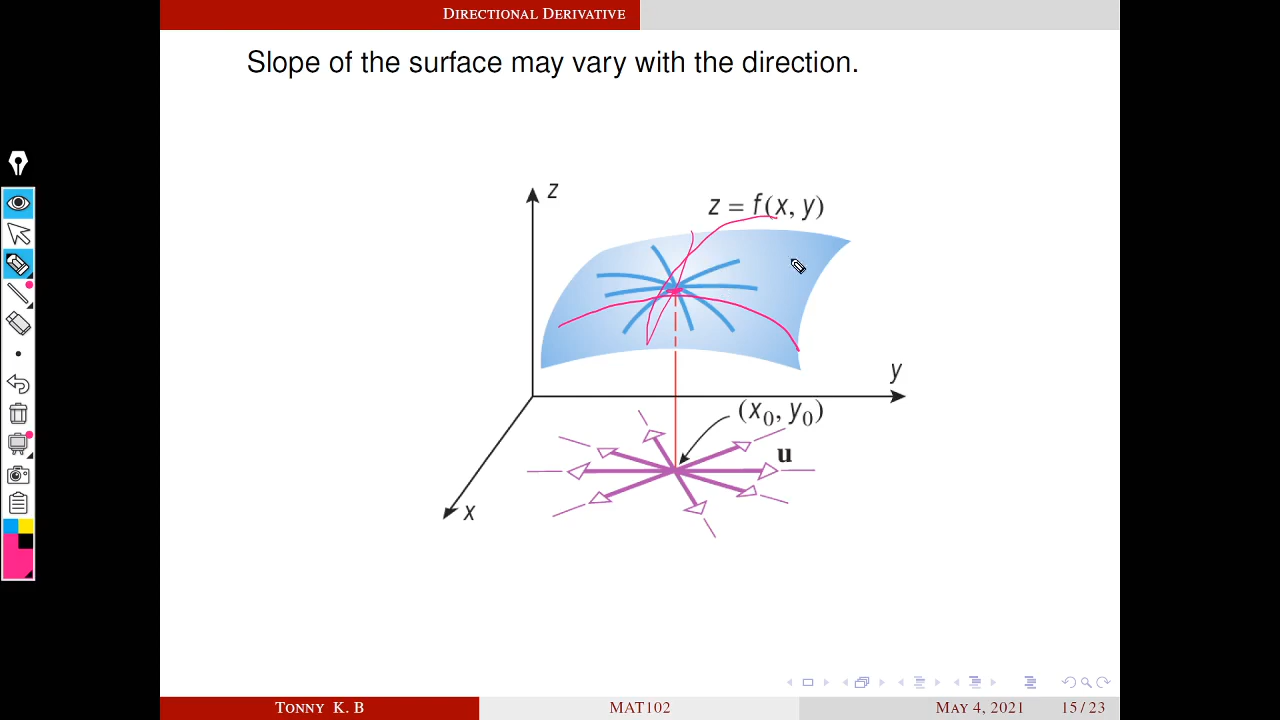 DIRECTIONAL DERIVATIVE
Slope of the surface may vary with the direction.
z
z = f(x, y)
y
(x₀, y₀)
u
x
TONNY K. B
MAT102
MAY 4, 2021
15 / 23